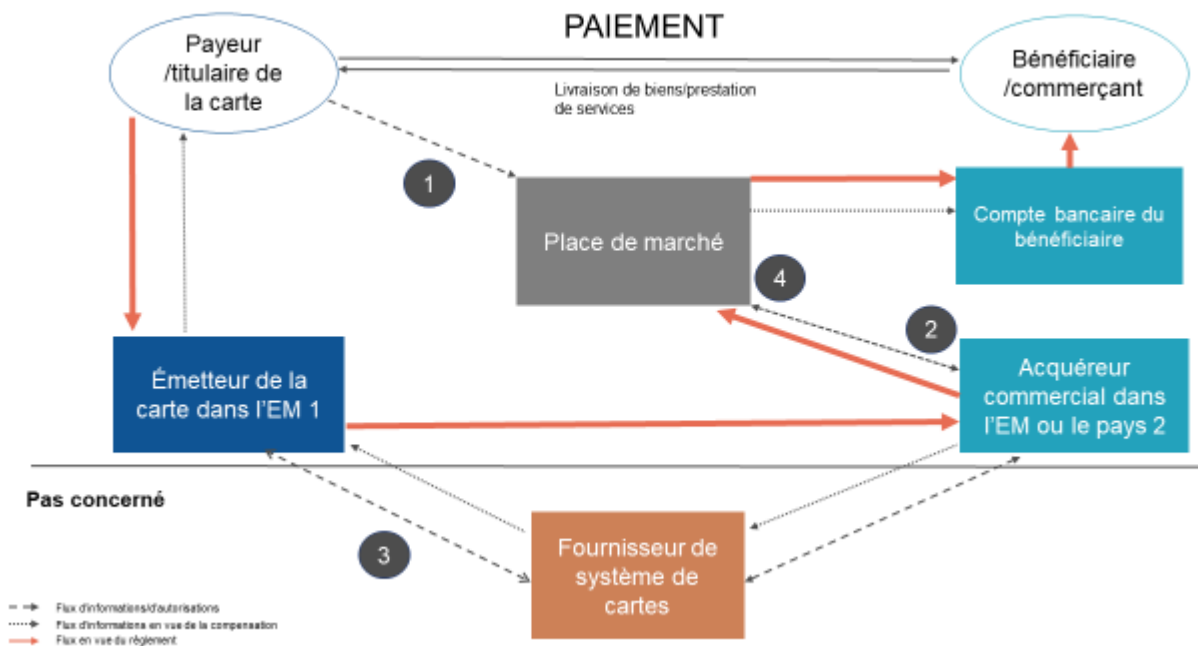 PAIEMENT
Payeur
/titulaire de
la carte
Bénéficiaire
/commerçant
Livraison de biens/prestation
de services
1
Place de marché
Compte bancaire du
bénéficiaire
4
2
Émetteur de la
carte dans l'EM 1
Acquéreur
commercial dans
l'EM ou le pays 2
Pas concerné
3
Fournisseur de
système de
cartes
Flux d'informations/d'autorisations
Flux d'informations en vue de la compensation
Flux en vue du règlement